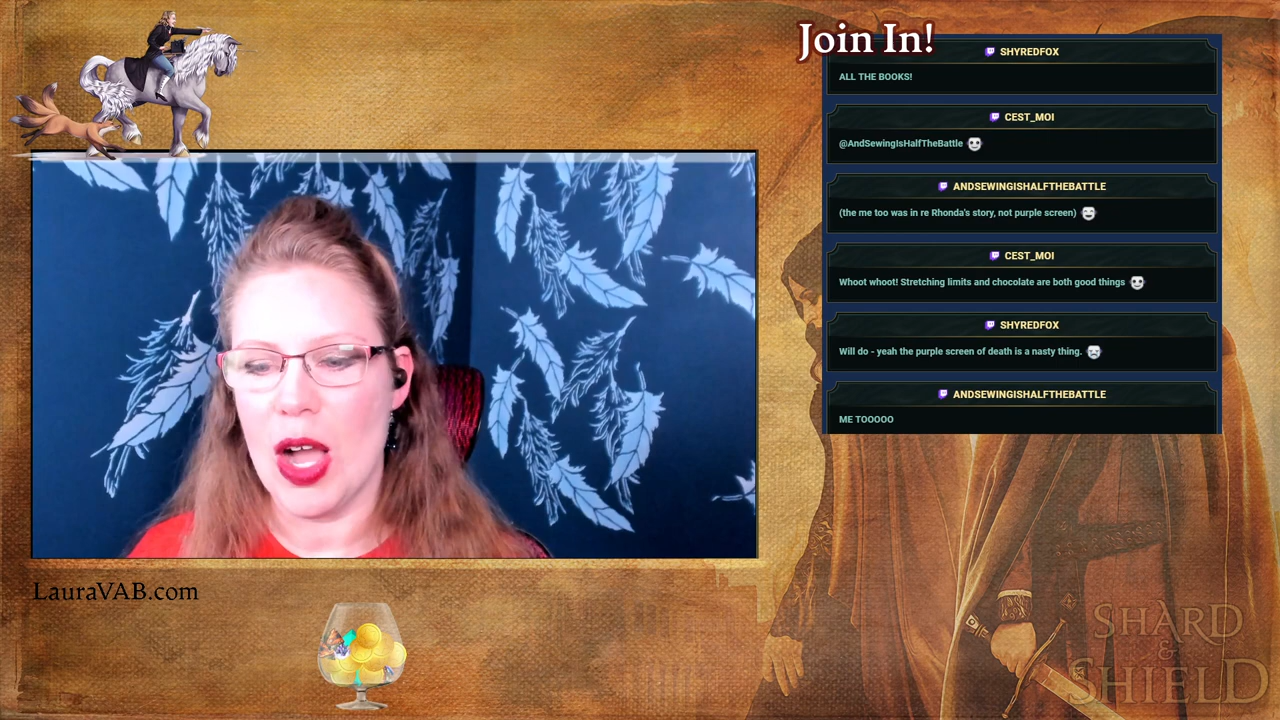 Join In!
SHYREDFOX
ALL THE BOOKS!
CEST_MOI
@AndSewingIsHalfTheBattle
ANDSEWINGISHALFTHEBATTLE
(the me too was in re Rhonda's story, not purple screen)
CEST_MOI
Whoot whoot! Stretching limits and chocolate are both good things
SHYREDFOX
Will do - yeah the purple screen of death is a nasty thing.
ANDSEWINGISHALFTHEBATTLE
ME TOOOOO
LauraVAB.com
SHARD
&
SHIELD